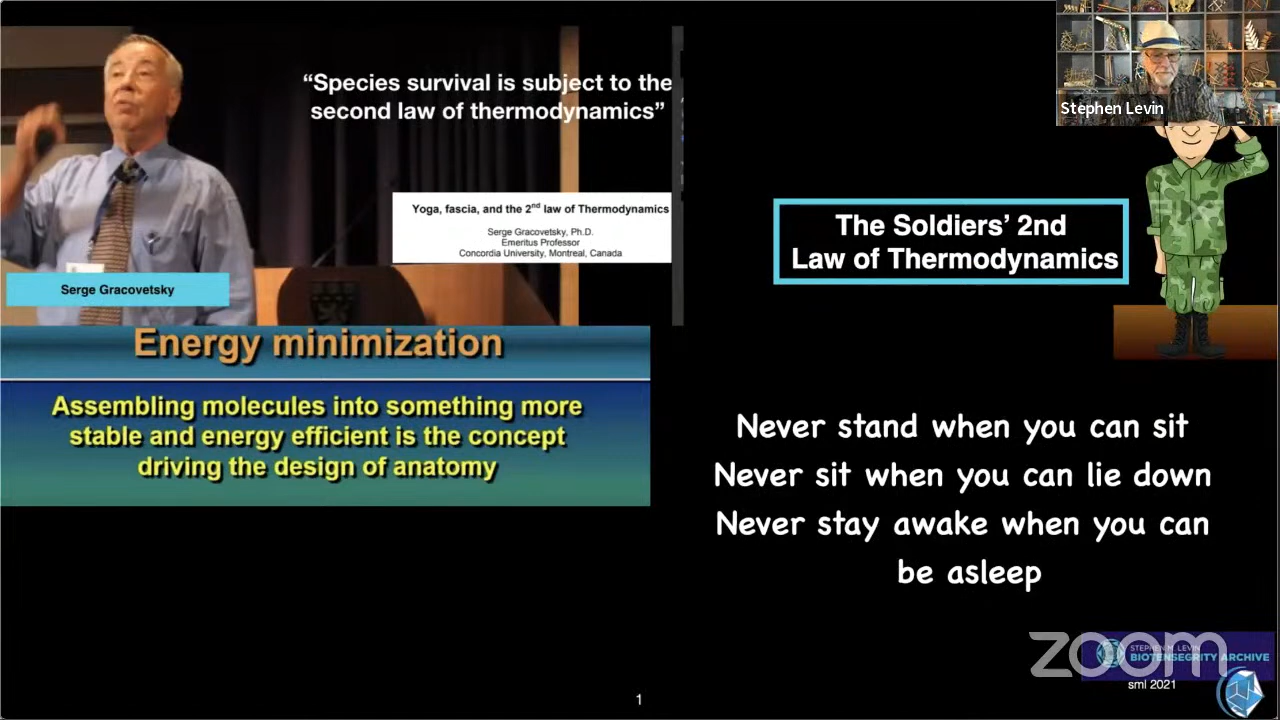 “Species survival is subject to the
second law of thermodynamics”
Yoga, fascia, and the 2nd law of Thermodynamics
Serge Gracovetsky, Ph.D.
Emeritus Professor
Concordia University, Montreal, Canada
Serge Gracovetsky
Energy minimization
Assembling molecules into something more
stable and energy efficient is the concept
driving the design of anatomy
Stephen Levin
The Soldiers’ 2nd
Law of Thermodynamics
Never stand when you can sit
Never sit when you can lie down
Never stay awake when you can
be asleep
zoom
STEPHEN M. LEVIN
BIOTENSEGRITY ARCHIVE
sml 2021
1